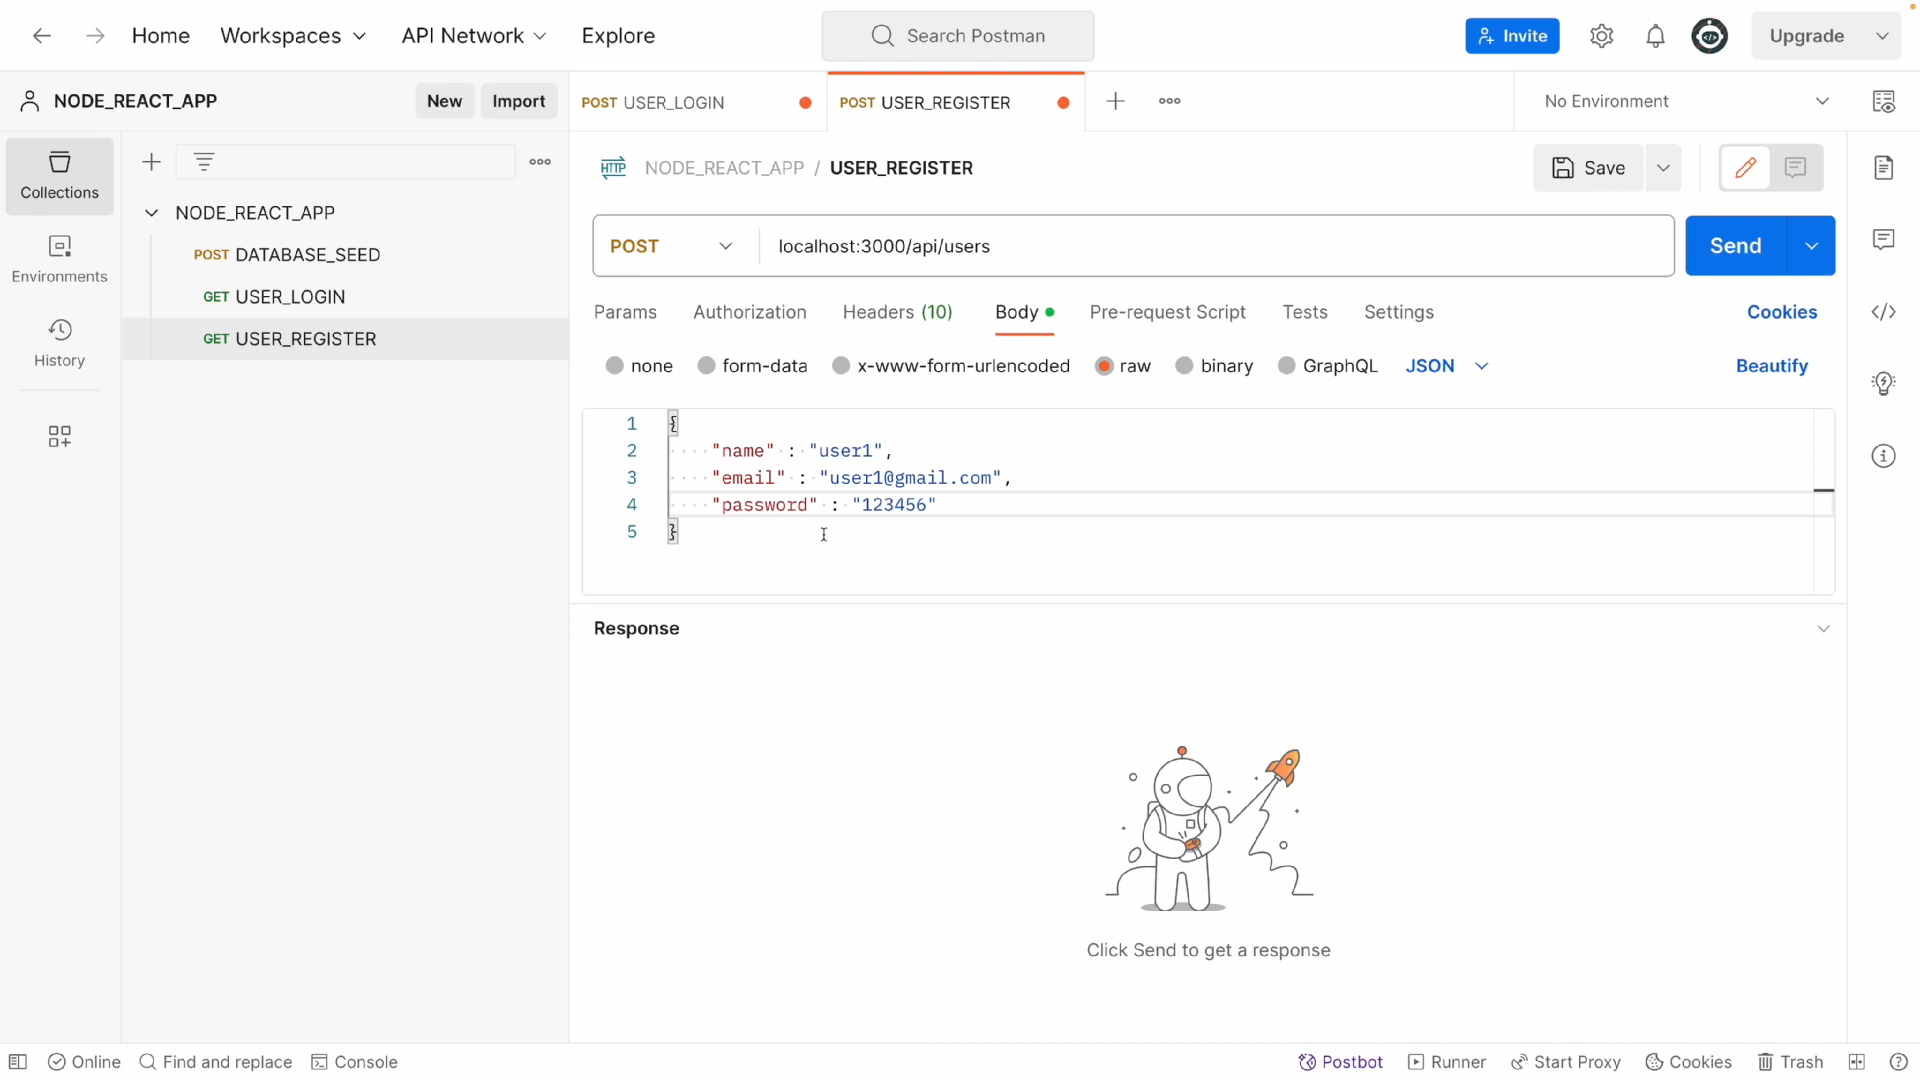 Home Workspaces API Network Explore Search Postman Invite Upgrade
NODE_REACT_APP New Import POST USER_LOGIN POST USER_REGISTER No Environment
Collections
Environments
History
NODE_REACT_APP
POST DATABASE_SEED
GET USER_LOGIN
GET USER_REGISTER
HTTP NODE_REACT_APP / USER_REGISTER Save
POST localhost:3000/api/users Send
Params Authorization Headers (10) Body Pre-request Script Tests Settings Cookies
none form-data x-www-form-urlencoded raw binary GraphQL JSON Beautify
1 {
2 ····"name"·:·"user1",
3 ····"email"·:·"user1@gmail.com",
4 ····"password"·:·"123456"
5 }
Response
Click Send to get a response
Online Find and replace Console Postbot Runner Start Proxy Cookies Trash